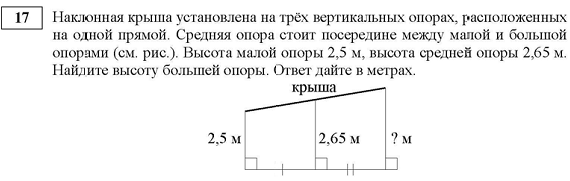 17 Наклонная крыша установлена на трёх вертикальных опорах, расположенных
на одной прямой. Средняя опора стоит посередине между малой и большой
опорами (см. рис.). Высота малой опоры 2,5 м, высота средней опоры 2,65 м.
Найдите высоту большей опоры. Ответ дайте в метрах.
крыша
2,5 м 2,65 м ? м